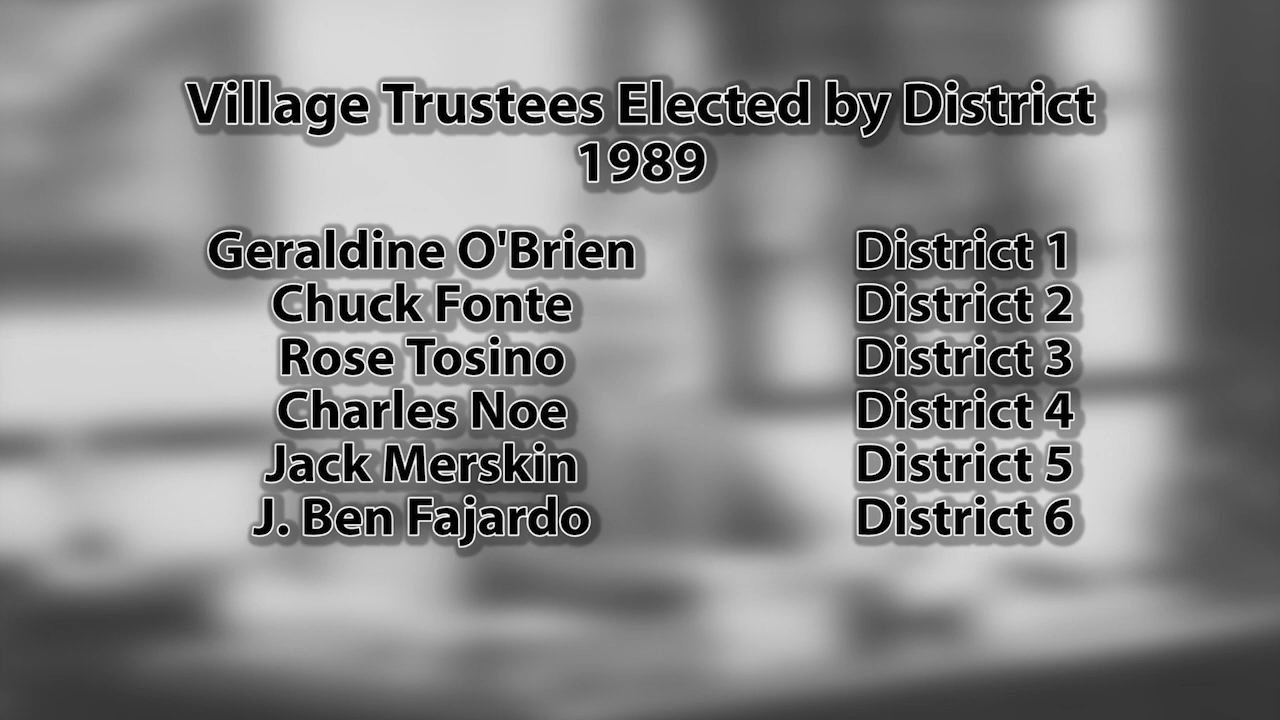 Village Trustees Elected by District
1989
Geraldine O'Brien District 1
Chuck Fonte District 2
Rose Tosino District 3
Charles Noe District 4
Jack Merskin District 5
J. Ben Fajardo District 6